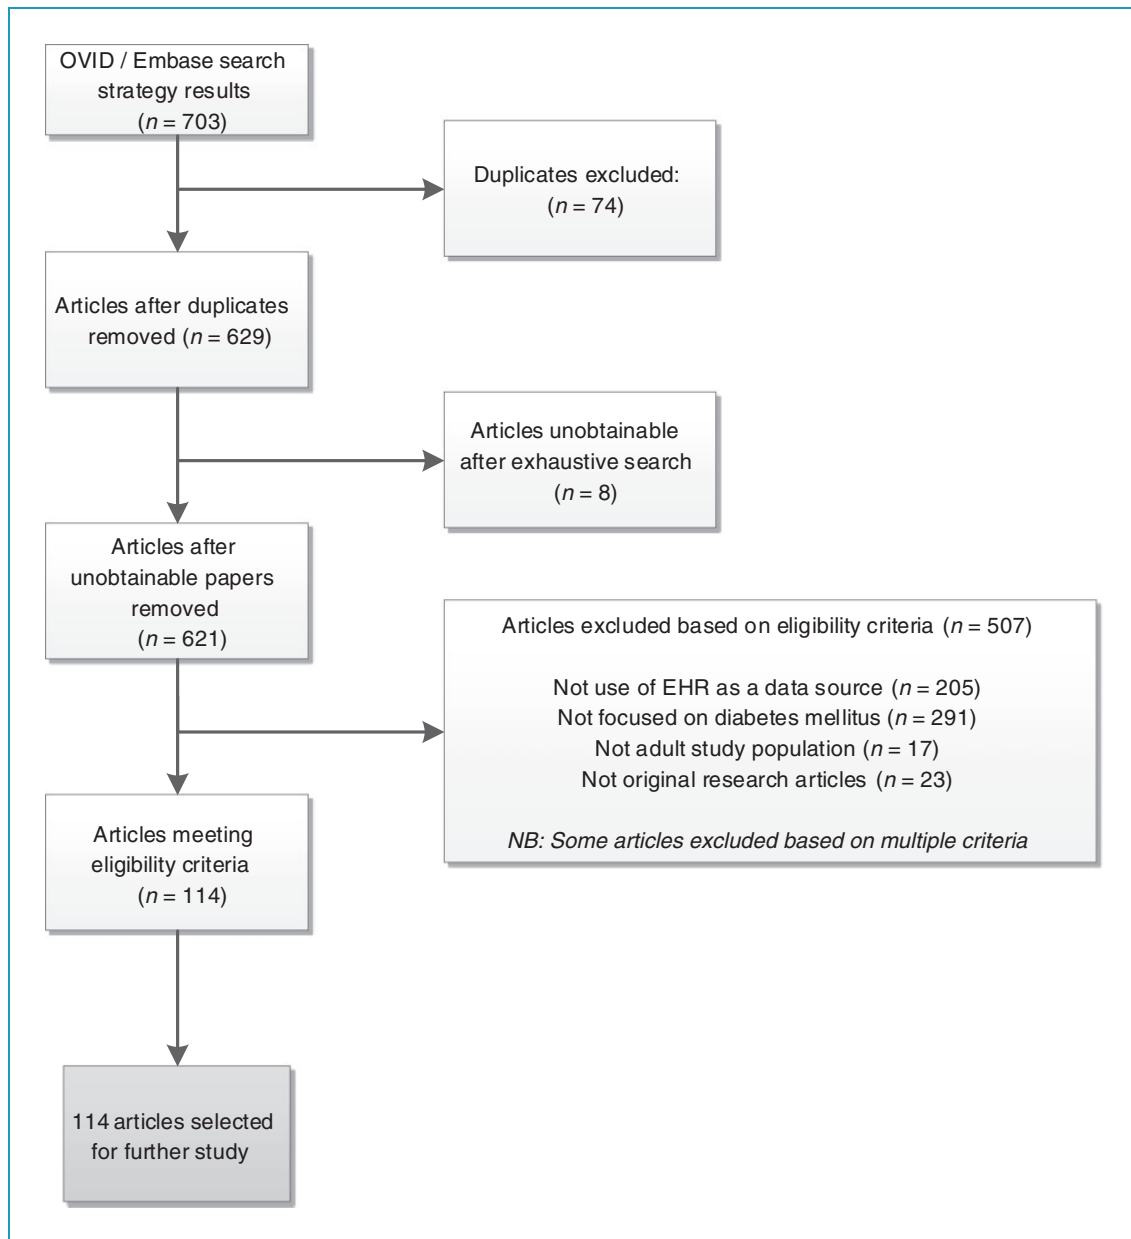 OVID / Embase search
strategy results
(n = 703)
Duplicates excluded:
(n = 74)
Articles after duplicates
removed (n = 629)
Articles unobtainable
after exhaustive search
(n = 8)
Articles after
unobtainable papers
removed
(n = 621)
Articles excluded based on eligibility criteria (n = 507)
Not use of EHR as a data source (n = 205)
Not focused on diabetes mellitus (n = 291)
Not adult study population (n = 17)
Not original research articles (n = 23)
NB: Some articles excluded based on multiple criteria
Articles meeting
eligibility criteria
(n = 114)
114 articles selected
for further study